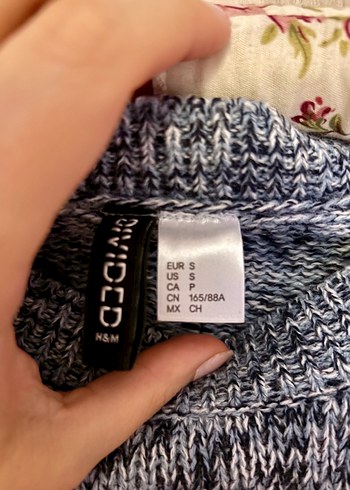 DIVIDED
H&M
EUR S
US S
CA P
CN 165/88A
MX CH